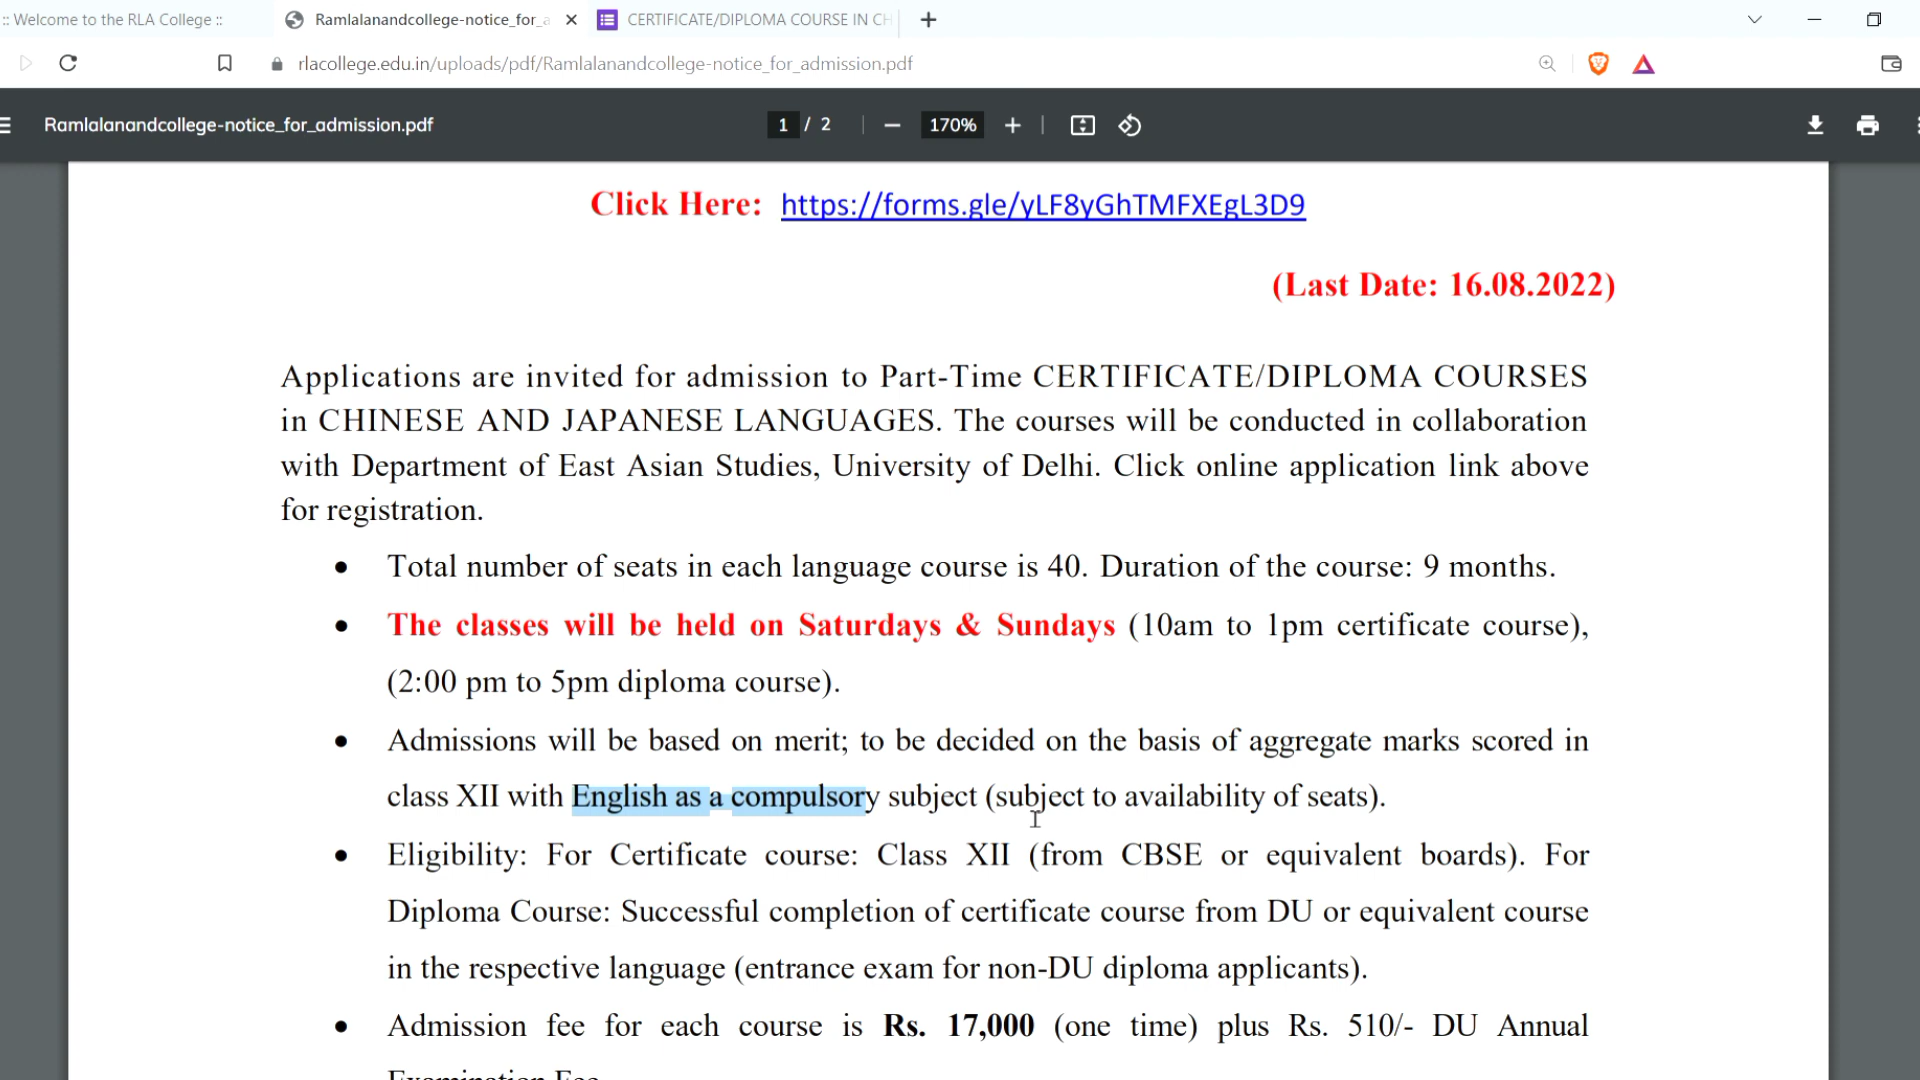 :: Welcome to the RLA College ::
Ramlalanandcollege-notice_for_a
CERTIFICATE/DIPLOMA COURSE IN CH
rlacollege.edu.in/uploads/pdf/Ramlalanandcollege-notice_for_admission.pdf
Ramlalanandcollege-notice_for_admission.pdf
1 / 2
170%
Click Here: https://forms.gle/yLF8yGhTMFXEgL3D9
(Last Date: 16.08.2022)
Applications are invited for admission to Part-Time CERTIFICATE/DIPLOMA COURSES
in CHINESE AND JAPANESE LANGUAGES. The courses will be conducted in collaboration
with Department of East Asian Studies, University of Delhi. Click online application link above
for registration.
• Total number of seats in each language course is 40. Duration of the course: 9 months.
• The classes will be held on Saturdays & Sundays (10am to 1pm certificate course),
(2:00 pm to 5pm diploma course).
• Admissions will be based on merit; to be decided on the basis of aggregate marks scored in
class XII with English as a compulsory subject (subject to availability of seats).
• Eligibility: For Certificate course: Class XII (from CBSE or equivalent boards). For
Diploma Course: Successful completion of certificate course from DU or equivalent course
in the respective language (entrance exam for non-DU diploma applicants).
• Admission fee for each course is Rs. 17,000 (one time) plus Rs. 510/- DU Annual
Examination Fee